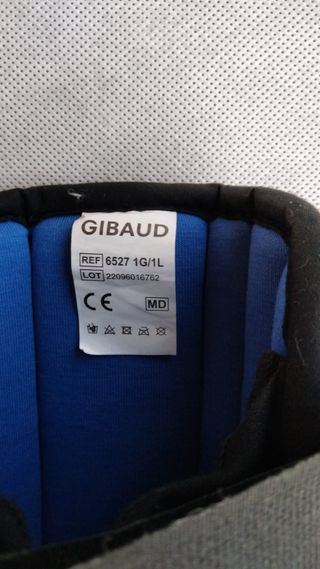 GIBAUD
REF 6527 1G/1L
LOT 22096016762
CE MD